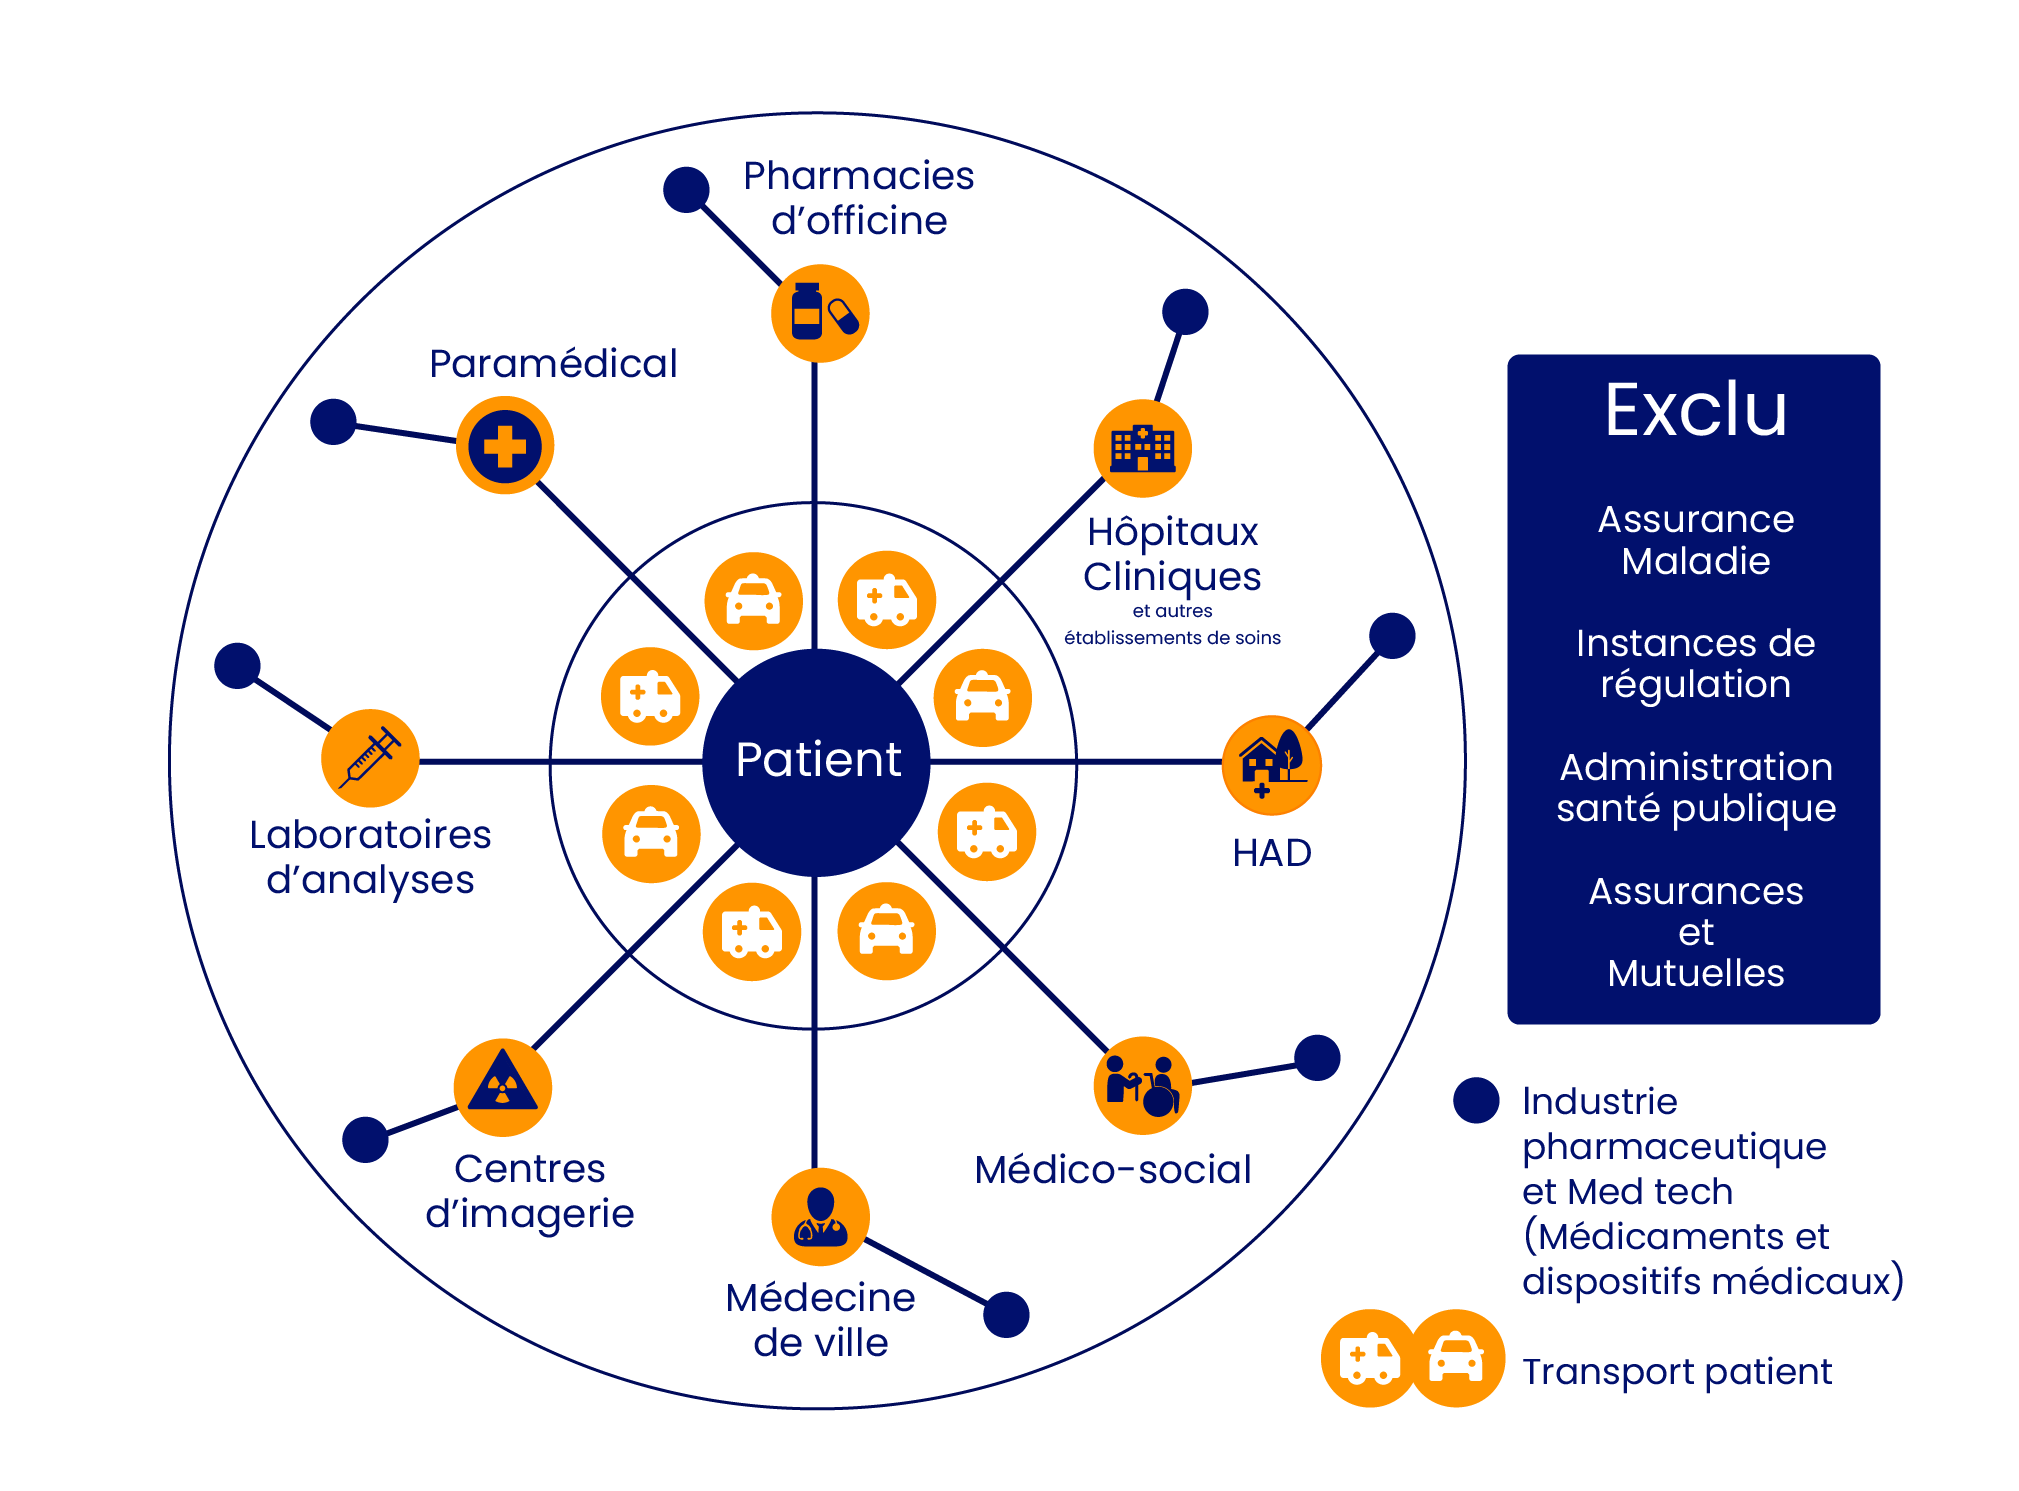 Pharmacies
d’officine
Paramédical
Hôpitaux
Cliniques
et autres
établissements de soins
Patient
HAD
Laboratoires
d’analyses
Centres
d’imagerie
Médecine
de ville
Médico-social
Exclu
Assurance
Maladie
Instances de
régulation
Administration
santé publique
Assurances
et
Mutuelles
Industrie
pharmaceutique
et Med tech
(Médicaments et
dispositifs médicaux)
Transport patient